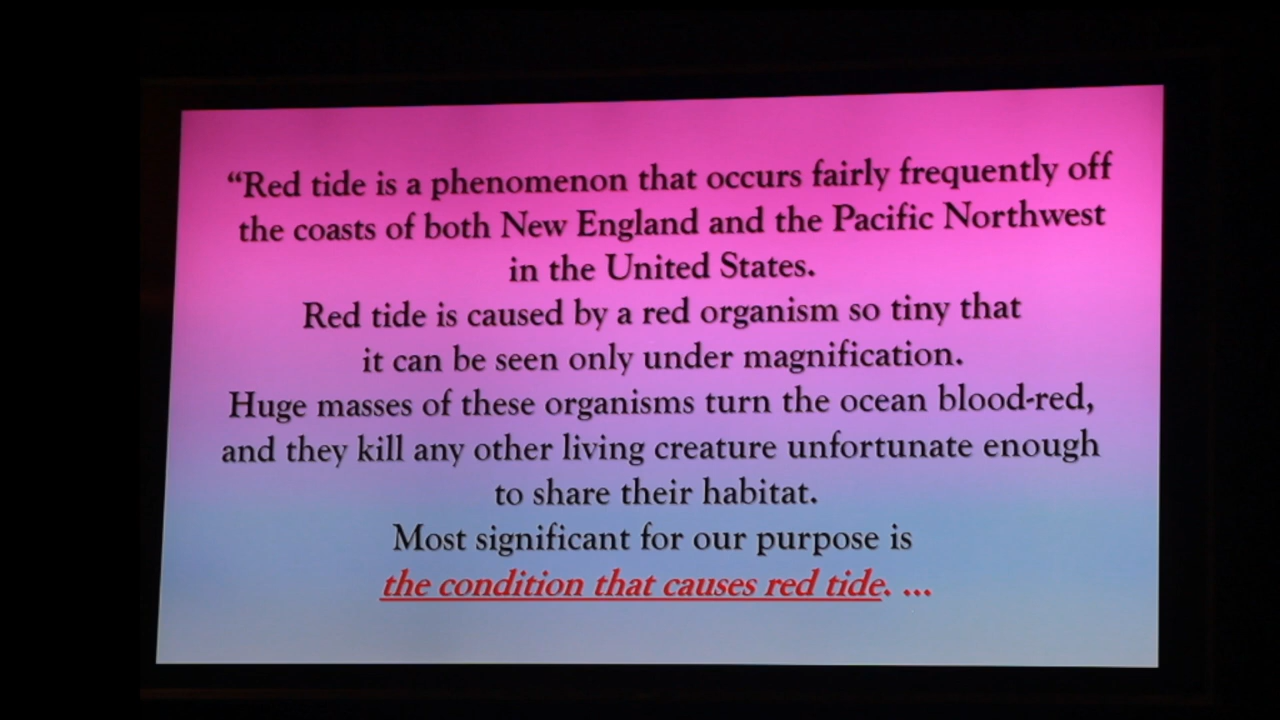 “Red tide is a phenomenon that occurs fairly frequently off
the coasts of both New England and the Pacific Northwest
in the United States.
Red tide is caused by a red organism so tiny that
it can be seen only under magnification.
Huge masses of these organisms turn the ocean blood-red,
and they kill any other living creature unfortunate enough
to share their habitat.
Most significant for our purpose is
the condition that causes red tide. ...